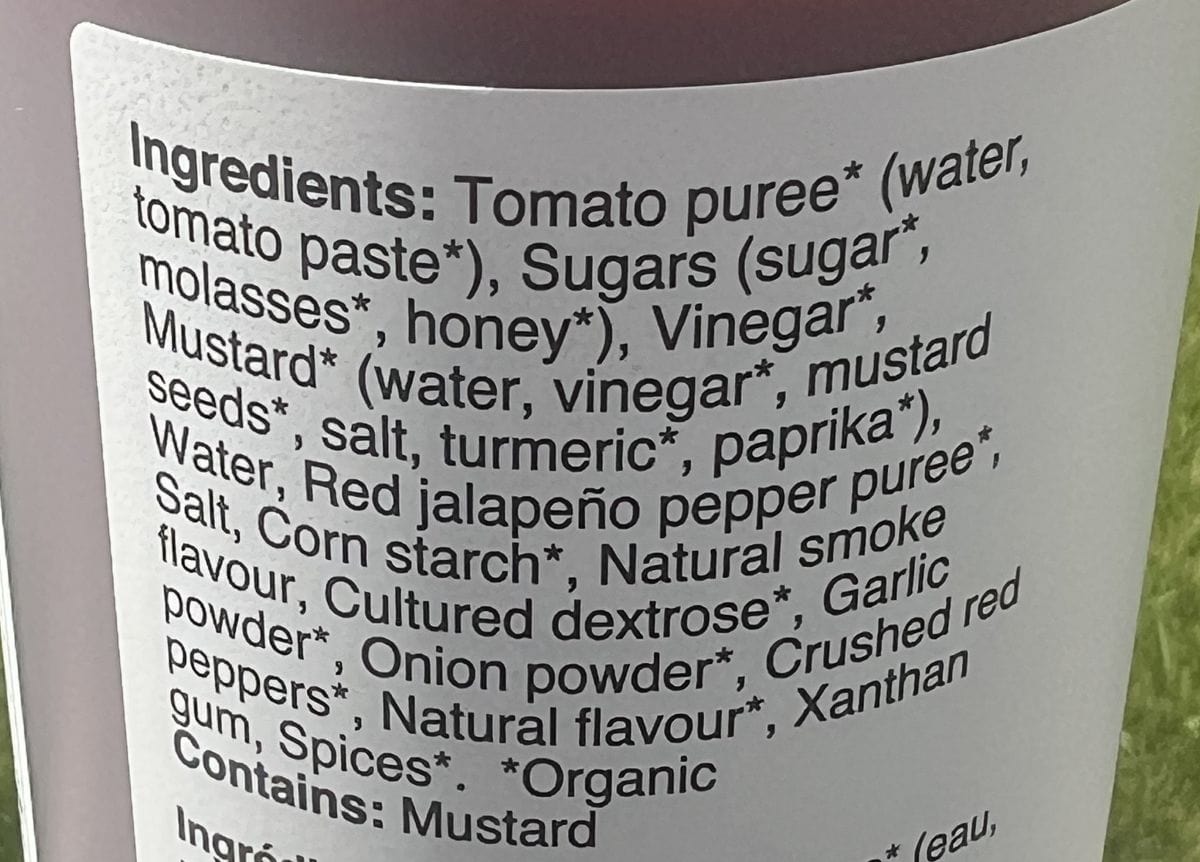 Ingredients: Tomato puree* (water,
tomato paste*), Sugars (sugar*,
molasses*, honey*), Vinegar*,
Mustard* (water, vinegar*, mustard
seeds*, salt, turmeric*, paprika*),
Water, Red jalapeño pepper puree*,
Salt, Corn starch*, Natural smoke
flavour, Cultured dextrose*, Garlic
powder*, Onion powder*, Crushed red
peppers*, Natural flavour*, Xanthan
gum, Spices*. *Organic
Contains: Mustard
* (eau,